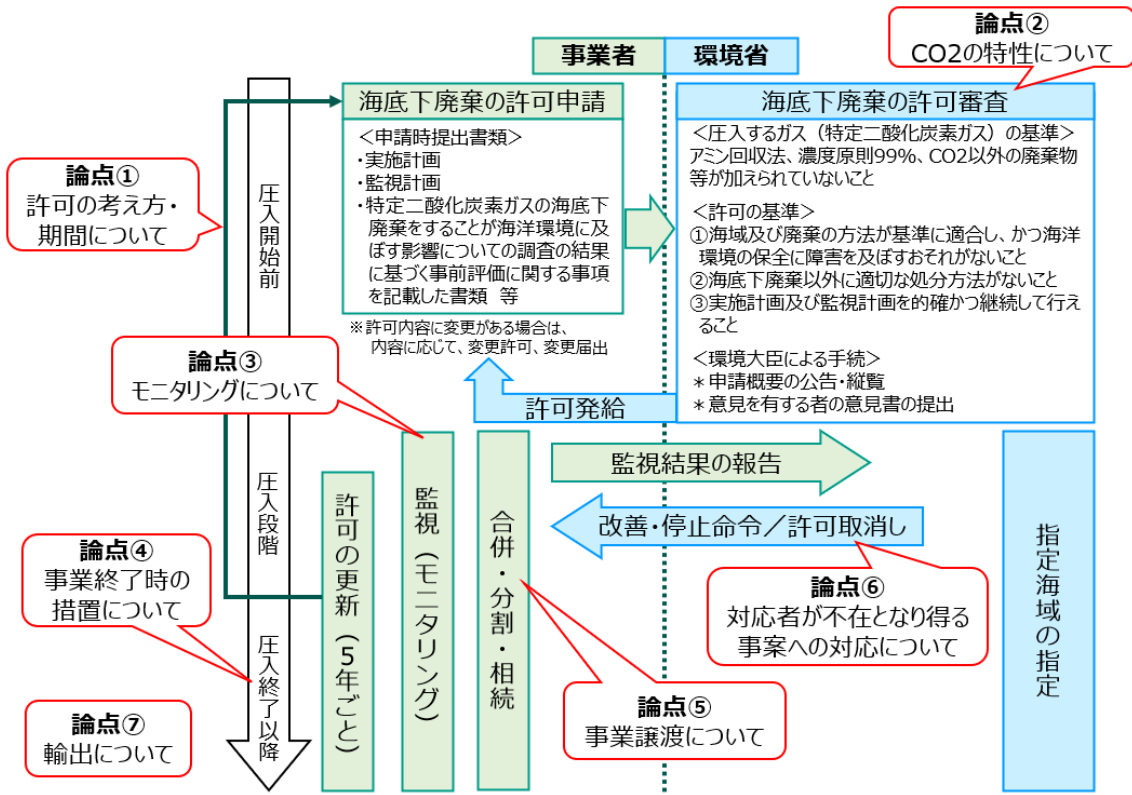 論点②
CO2の特性について
事業者
環境省
海底下廃棄の許可申請
<申請時提出書類>
・実施計画
・監視計画
・特定二酸化炭素ガスの海底下
廃棄をすることが海洋環境に及
ぼす影響についての調査の結果
に基づく事前評価に関する事項
を記載した書類 等
※許可内容に変更がある場合は、
内容に応じて、変更許可、変更届出
海底下廃棄の許可審査
<圧入するガス（特定二酸化炭素ガス）の基準>
アミン回収法、濃度原則99%、CO2以外の廃棄物
等が加えられていないこと
<許可の基準>
①海域及び廃棄の方法が基準に適合し、かつ海洋
環境の保全に障害を及ぼすおそれがないこと
②海底下廃棄以外に適切な処分方法がないこと
③実施計画及び監視計画を的確かつ継続して行え
ること
<環境大臣による手続>
＊申請概要の公告・縦覧
＊意見を有する者の意見書の提出
論点①
許可の考え方・
期間について
圧入開始前
論点③
モニタリングについて
許可発給
監視結果の報告
改善・停止命令／許可取消し
圧入段階
許可の更新（5年ごと）
監視（モニタリング）
合併・分割・相続
指定海域の指定
論点④
事業終了時の
措置について
論点⑥
対応者が不在となり得る
事案への対応について
圧入終了以降
論点⑤
事業譲渡について
論点⑦
輸出について